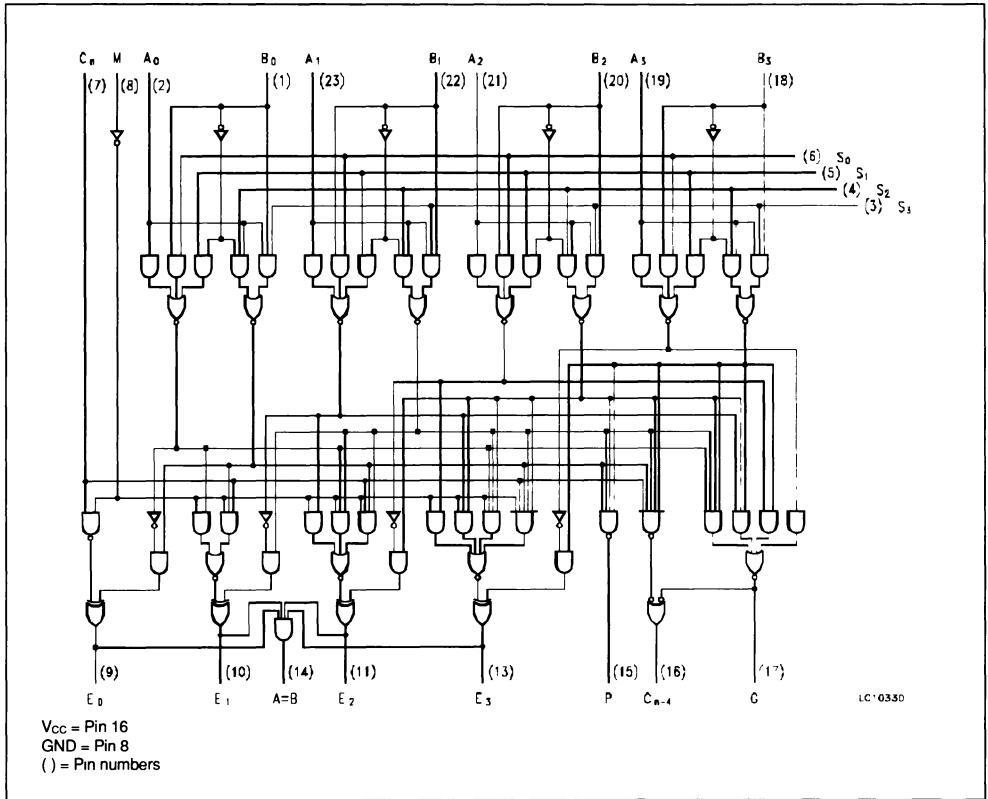 Cn M A0 B0 A1 B1 A2 B2 A3 B3
(7) (8) (2) (1) (23) (22) (21) (20) (19) (18)
(6) S0
(5) S1
(4) S2
(3) S3
(9) (10) (14) (11) (13) (15) (16) (17)
E0 E1 A=B E2 E3 P Cn-4 G
LC10330
VCC = Pin 16
GND = Pin 8
( ) = Pin numbers